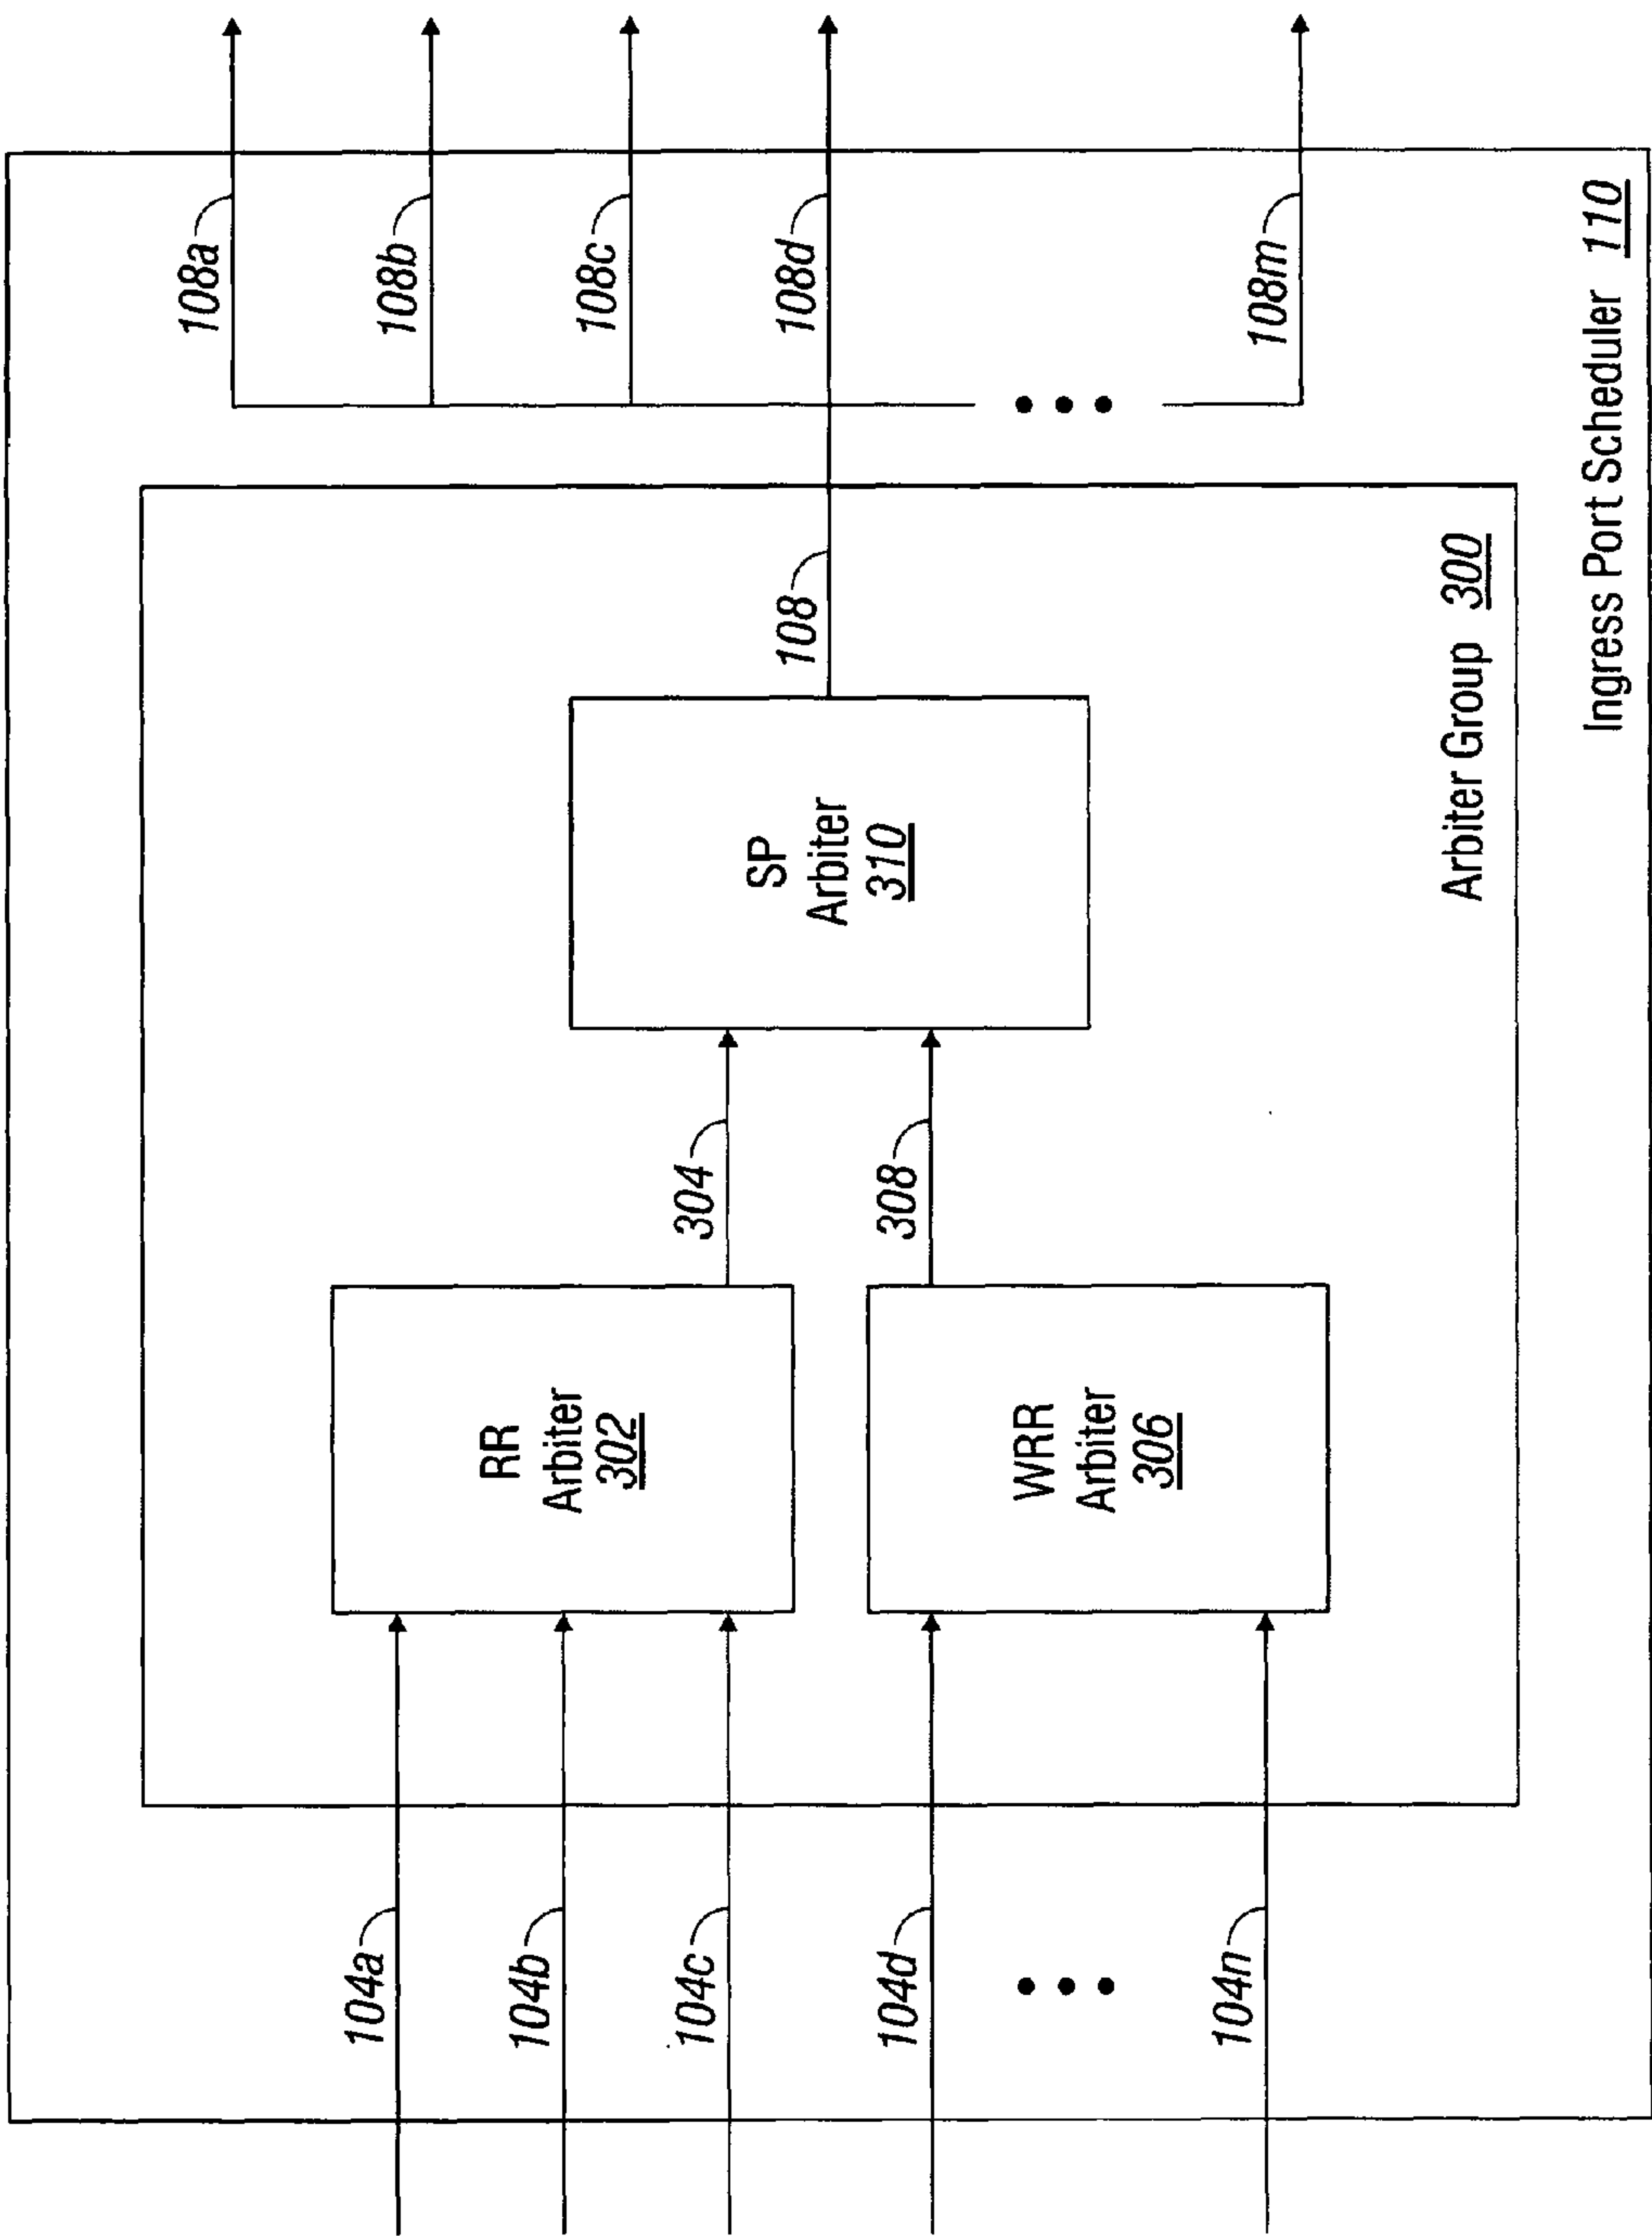 104a
104b
104c
104d
104n
RR
Arbiter
302
WRR
Arbiter
306
304
308
SP
Arbiter
310
108
108a
108b
108c
108d
108m
Arbiter Group 300
Ingress Port Scheduler 110